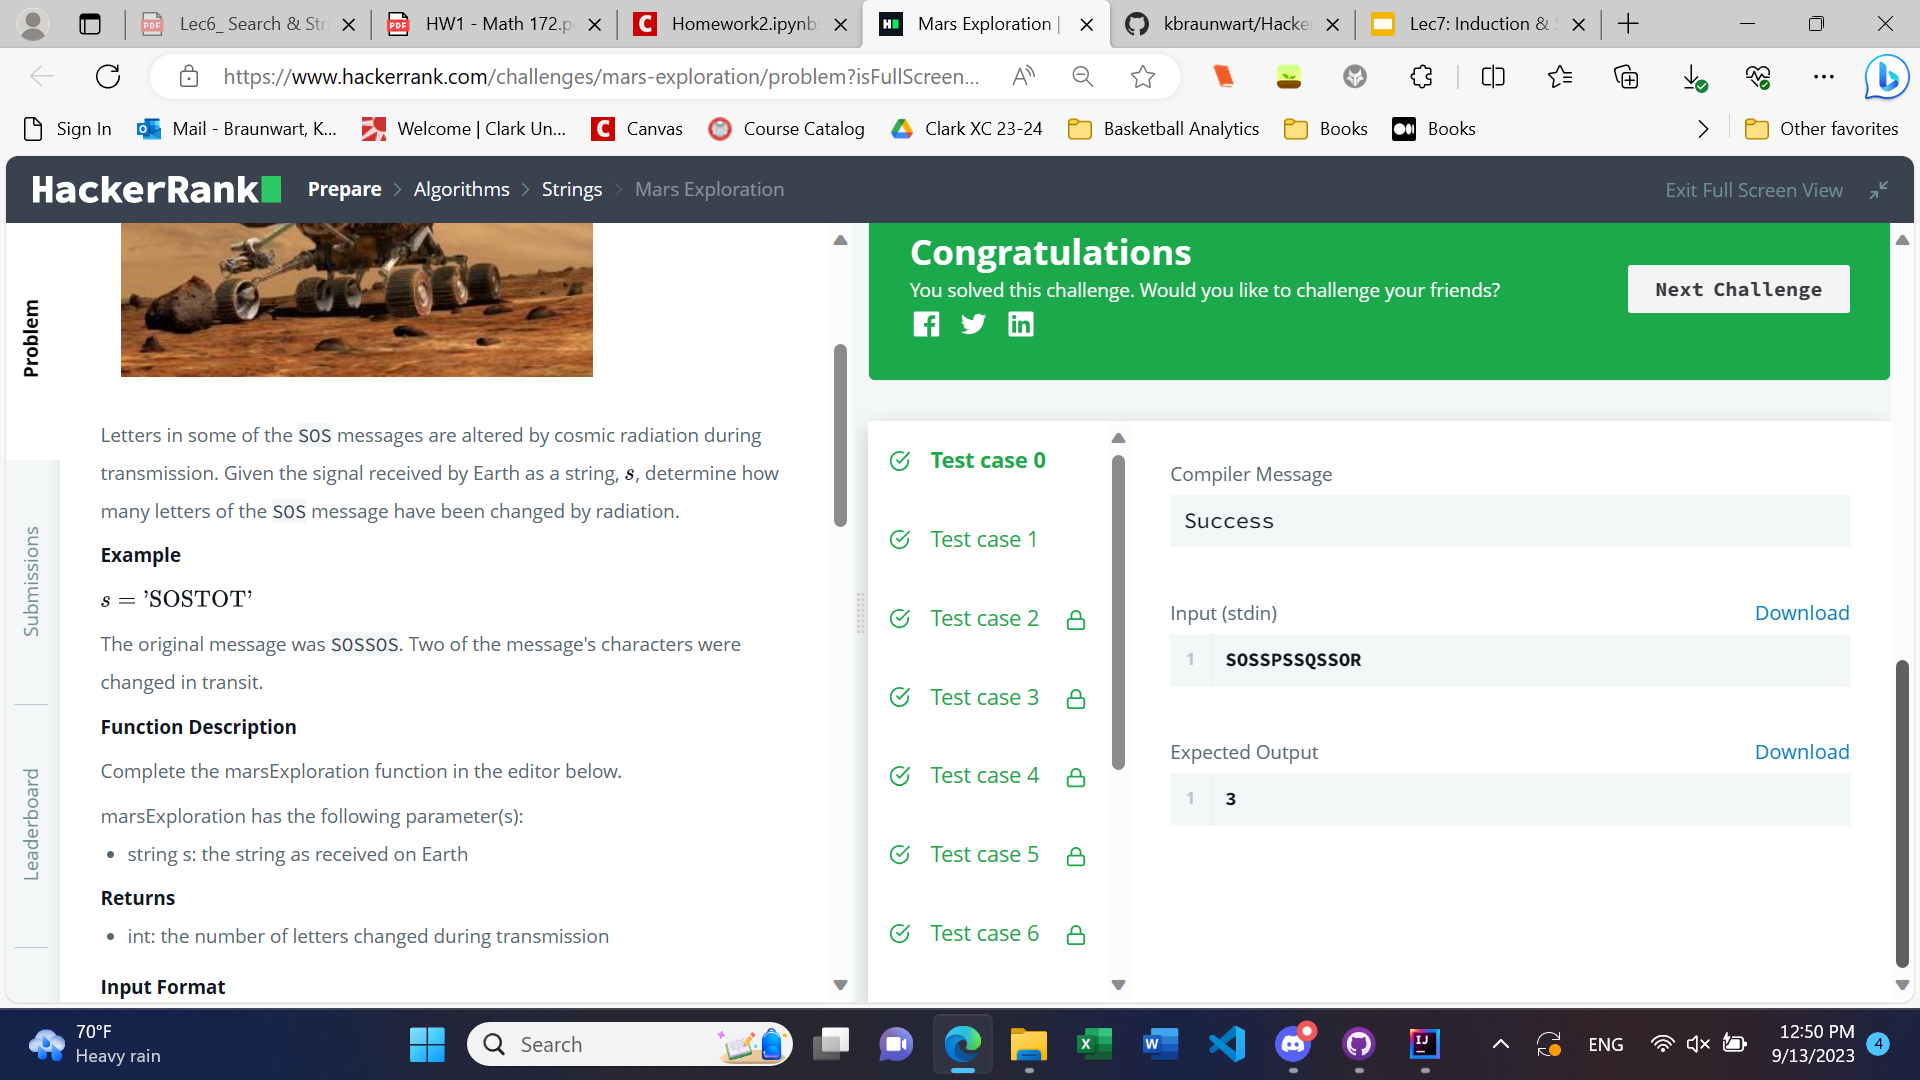 Lec6_ Search & Str
HW1 - Math 172.p
Homework2.ipynb:
Mars Exploration |
kbraunwart/Hacker
Lec7: Induction & S
https://www.hackerrank.com/challenges/mars-exploration/problem?isFullScreen...
Sign In
Mail - Braunwart, K...
Welcome | Clark Un...
Canvas
Course Catalog
Clark XC 23-24
Basketball Analytics
Books
Books
Other favorites
HackerRank
Prepare > Algorithms > Strings > Mars Exploration
Exit Full Screen View
Problem
Submissions
Leaderboard
Letters in some of the SOS messages are altered by cosmic radiation during
transmission. Given the signal received by Earth as a string, s, determine how
many letters of the SOS message have been changed by radiation.
Example
s = 'SOSTOT'
The original message was SOSSOS. Two of the message's characters were
changed in transit.
Function Description
Complete the marsExploration function in the editor below.
marsExploration has the following parameter(s):
• string s: the string as received on Earth
Returns
• int: the number of letters changed during transmission
Input Format
Congratulations
You solved this challenge. Would you like to challenge your friends?
Next Challenge
Test case 0
Test case 1
Test case 2
Test case 3
Test case 4
Test case 5
Test case 6
Compiler Message
Success
Input (stdin)
Download
1 SOSSPSSQSSOR
Expected Output
Download
1 3
70°F
Heavy rain
Search
ENG
12:50 PM
9/13/2023
4